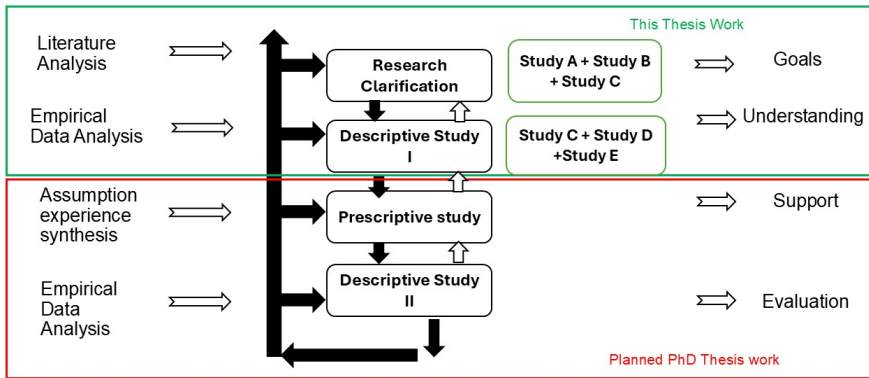 This Thesis Work
Literature
Analysis
Research
Clarification
Study A + Study B
+ Study C
Goals
Empirical
Data Analysis
Descriptive Study
I
Study C + Study D
+Study E
Understanding
Assumption
experience
synthesis
Prescriptive study
Support
Empirical
Data
Analysis
Descriptive Study
II
Evaluation
Planned PhD Thesis work